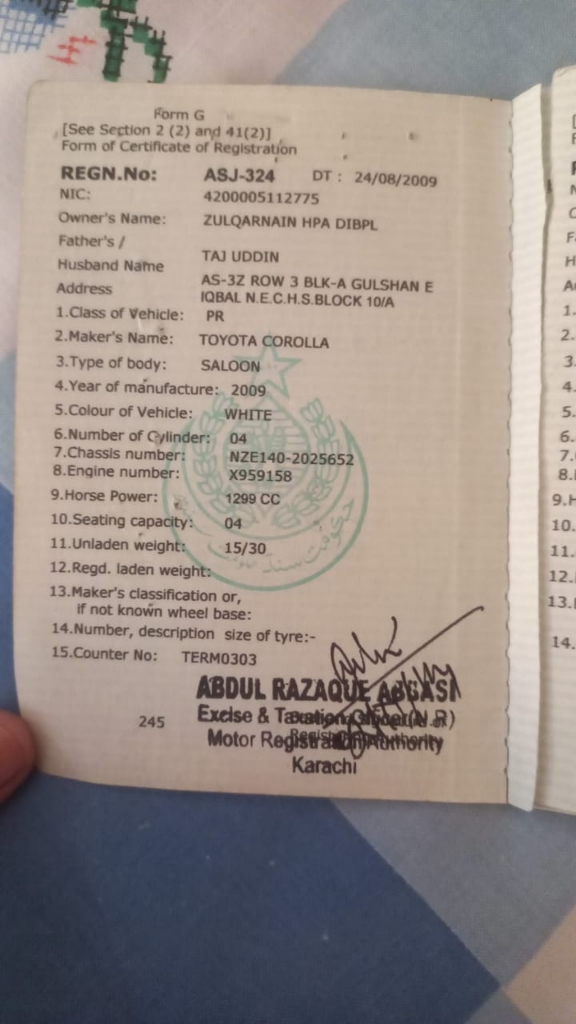 Form G
[See Section 2 (2) and 41(2)]
Form of Certificate of Registration
REGN.No: ASJ-324 DT : 24/08/2009
NIC: 4200005112775
Owner's Name: ZULQARNAIN HPA DIBPL
Father's /
Husband Name TAJ UDDIN
Address AS-3Z ROW 3 BLK-A GULSHAN E
IQBAL N.E.C.H.S.BLOCK 10/A
1.Class of Vehicle: PR
2.Maker's Name: TOYOTA COROLLA
3.Type of body: SALOON
4.Year of manufacture: 2009
5.Colour of Vehicle: WHITE
6.Number of Cylinder: 04
7.Chassis number: NZE140-2025652
8.Engine number: X959158
9.Horse Power: 1299 CC
10.Seating capacity: 04
11.Unladen weight: 15/30
12.Regd. laden weight:
13.Maker's classification or,
if not known wheel base:
14.Number, description size of tyre:-
15.Counter No: TERM0303
ABDUL RAZAQUE ABBASI
245
Excise & Taxation Officer(N.R)
Motor Registration Authority
Karachi